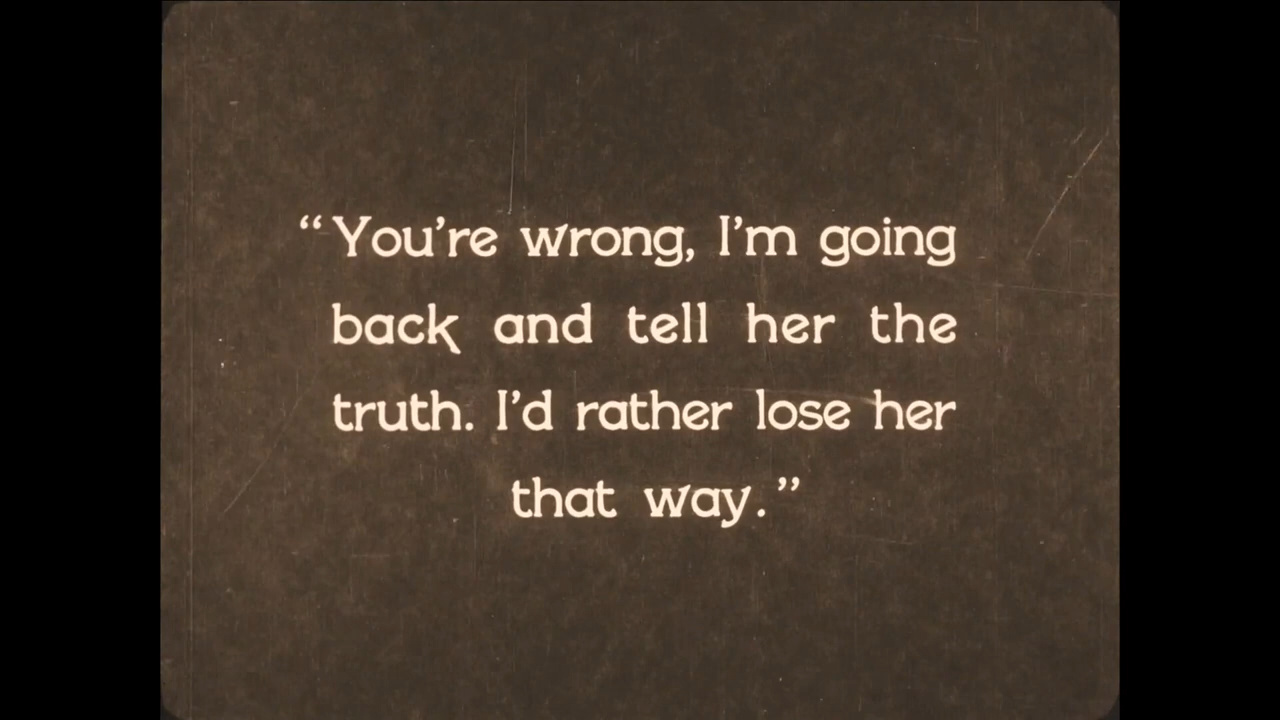 “You’re wrong, I’m going
back and tell her the
truth. I’d rather lose her
that way.”